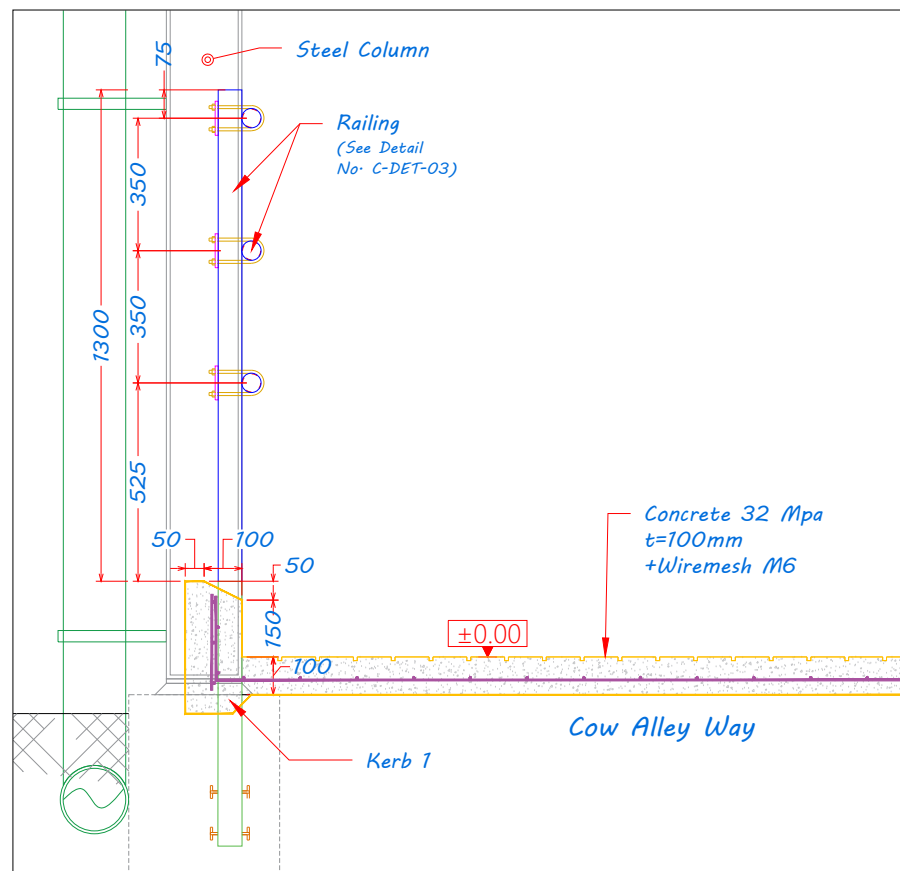 75
Steel Column
Railing
(See Detail
No. C-DET-03)
350
1300
350
525
50
100
50
Concrete 32 Mpa
t=100mm
+Wiremesh M6
150
±0.00
100
Cow Alley Way
Kerb 1